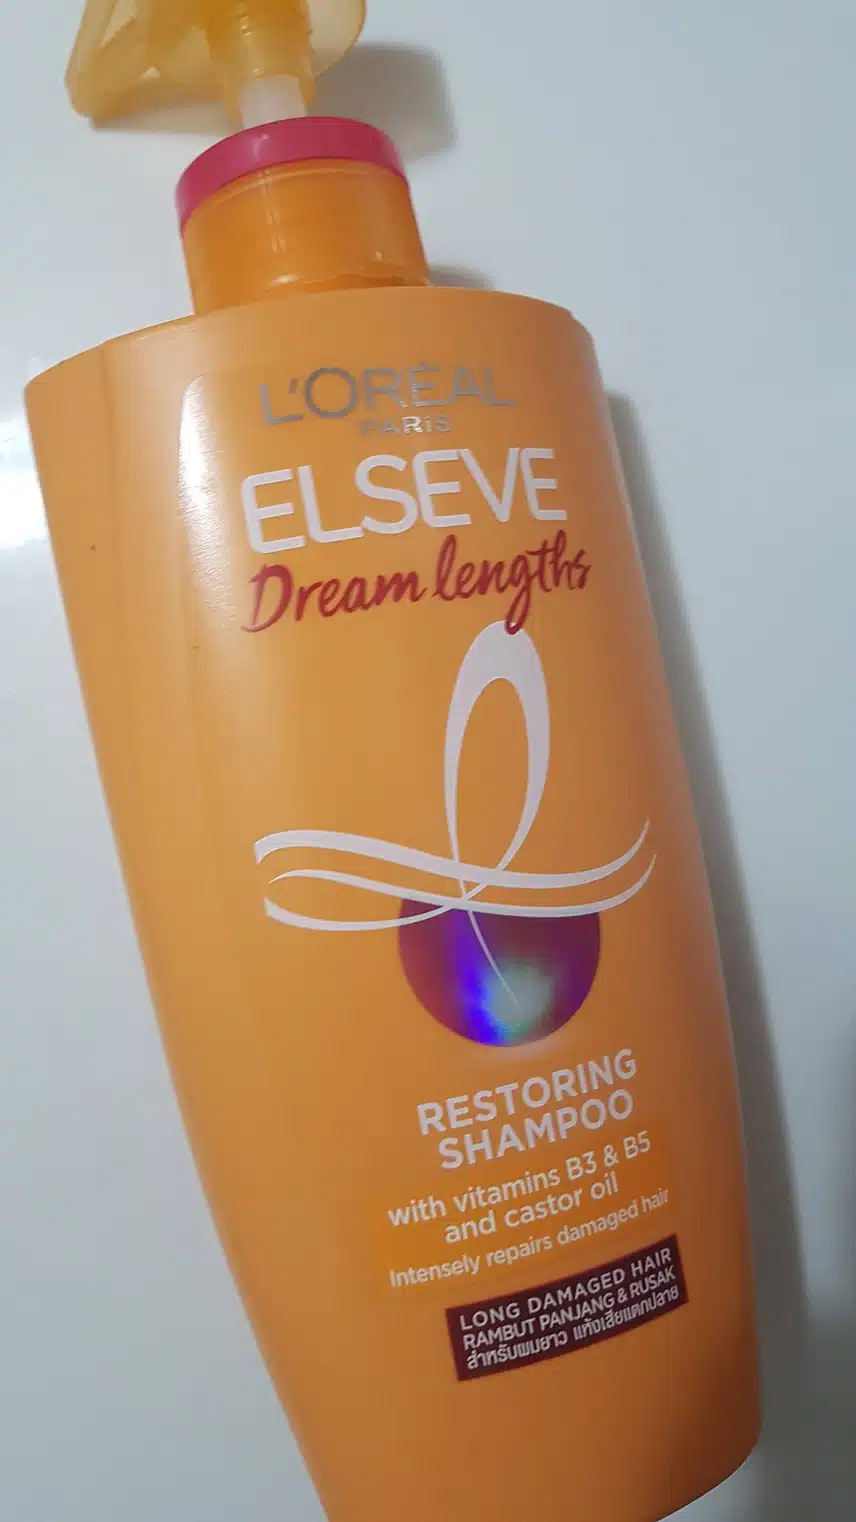 L'ORÉAL
PARiS
ELSEVE
Dream lengths
RESTORING
SHAMPOO
with vitamins B3 & B5
and castor oil
Intensely repairs damaged hair
LONG DAMAGED HAIR
RAMBUT PANJANG & RUSAK
สำหรับผมยาว แห้งเสียแตกปลาย